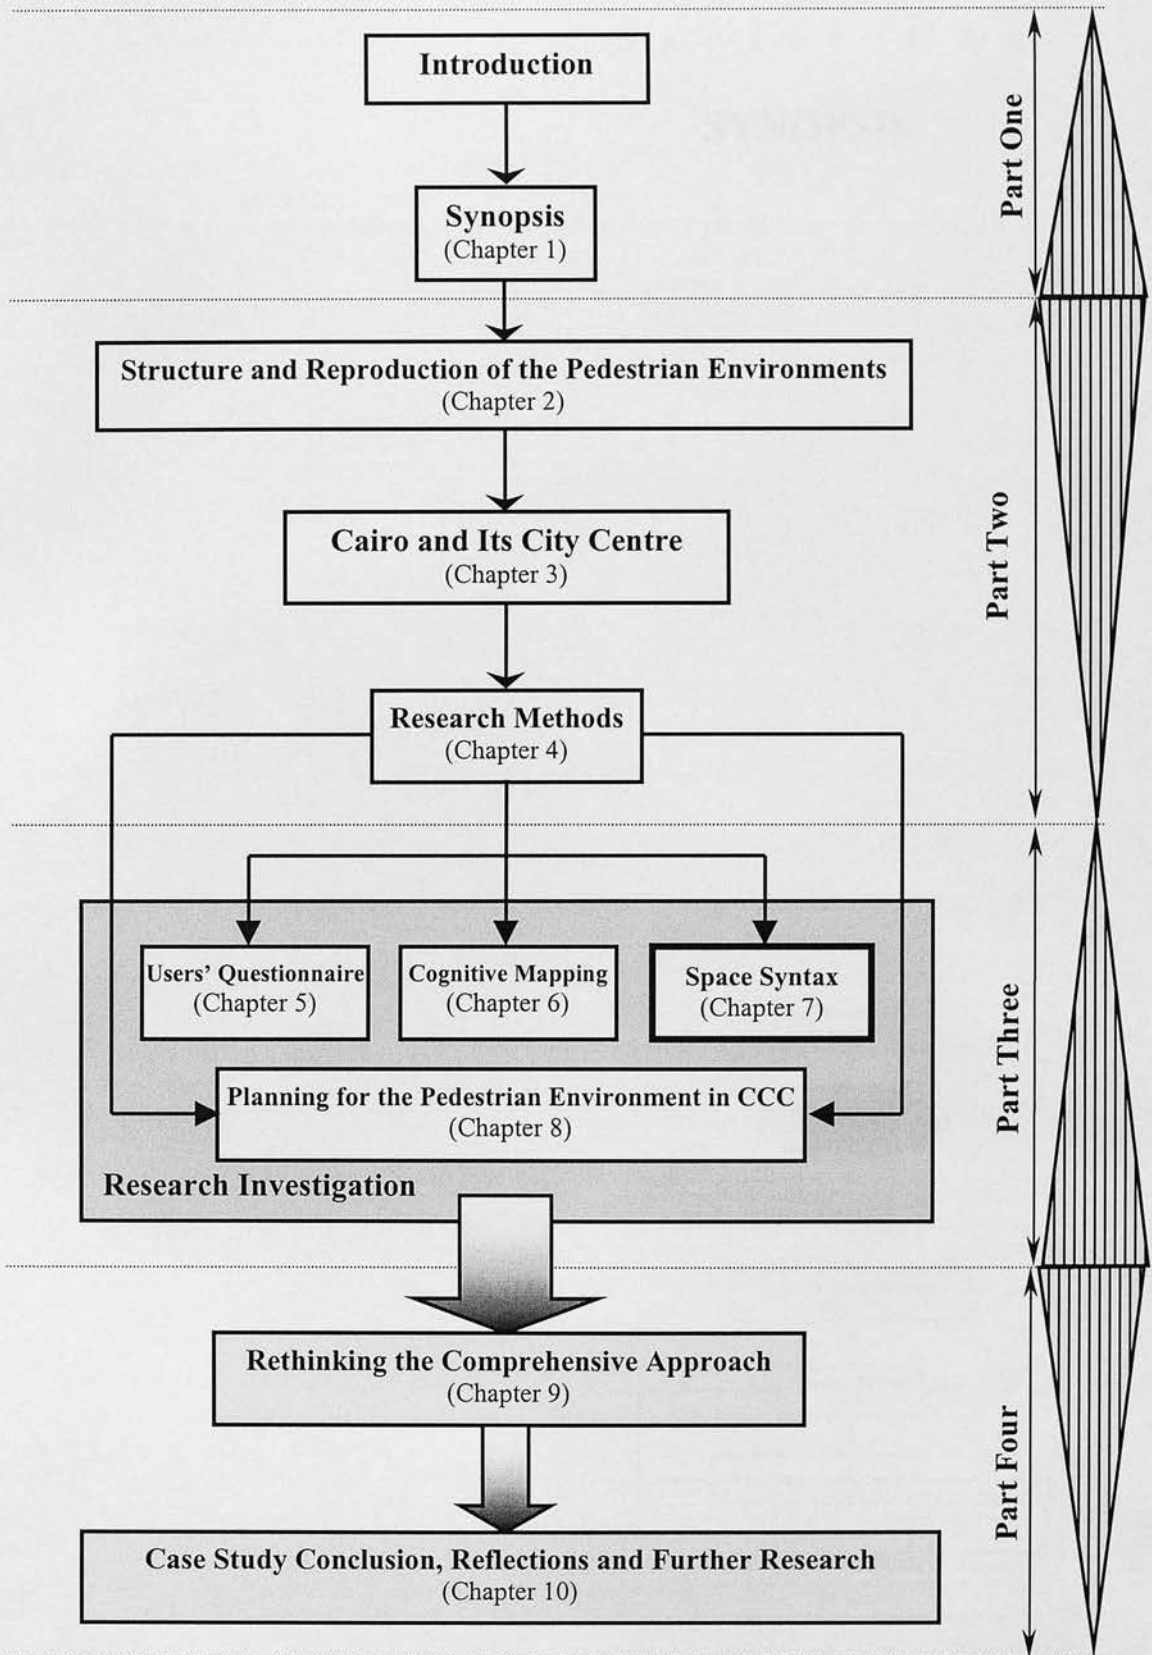 Introduction
Synopsis
(Chapter 1)
Part One
Structure and Reproduction of the Pedestrian Environments
(Chapter 2)
Cairo and Its City Centre
(Chapter 3)
Research Methods
(Chapter 4)
Part Two
Users' Questionnaire
(Chapter 5)
Cognitive Mapping
(Chapter 6)
Space Syntax
(Chapter 7)
Planning for the Pedestrian Environment in CCC
(Chapter 8)
Research Investigation
Part Three
Rethinking the Comprehensive Approach
(Chapter 9)
Case Study Conclusion, Reflections and Further Research
(Chapter 10)
Part Four
SYNOPSIS